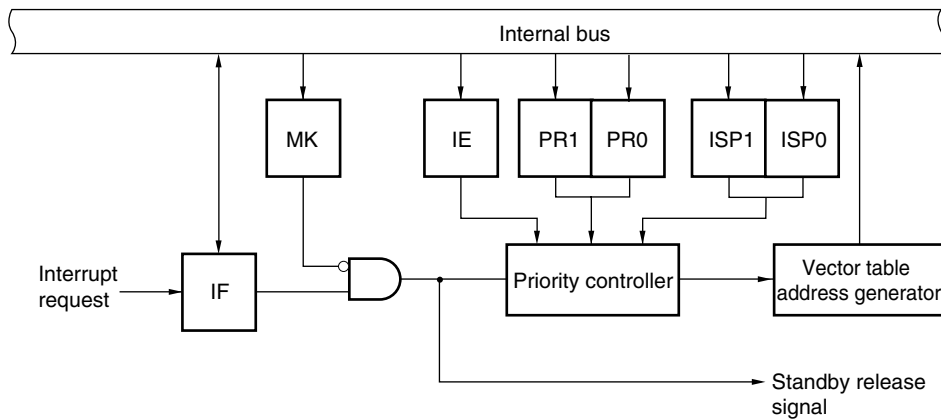 Internal bus
MK
IE
PR1
PR0
ISP1
ISP0
Interrupt
request
IF
Priority controller
Vector table
address generator
Standby release
signal